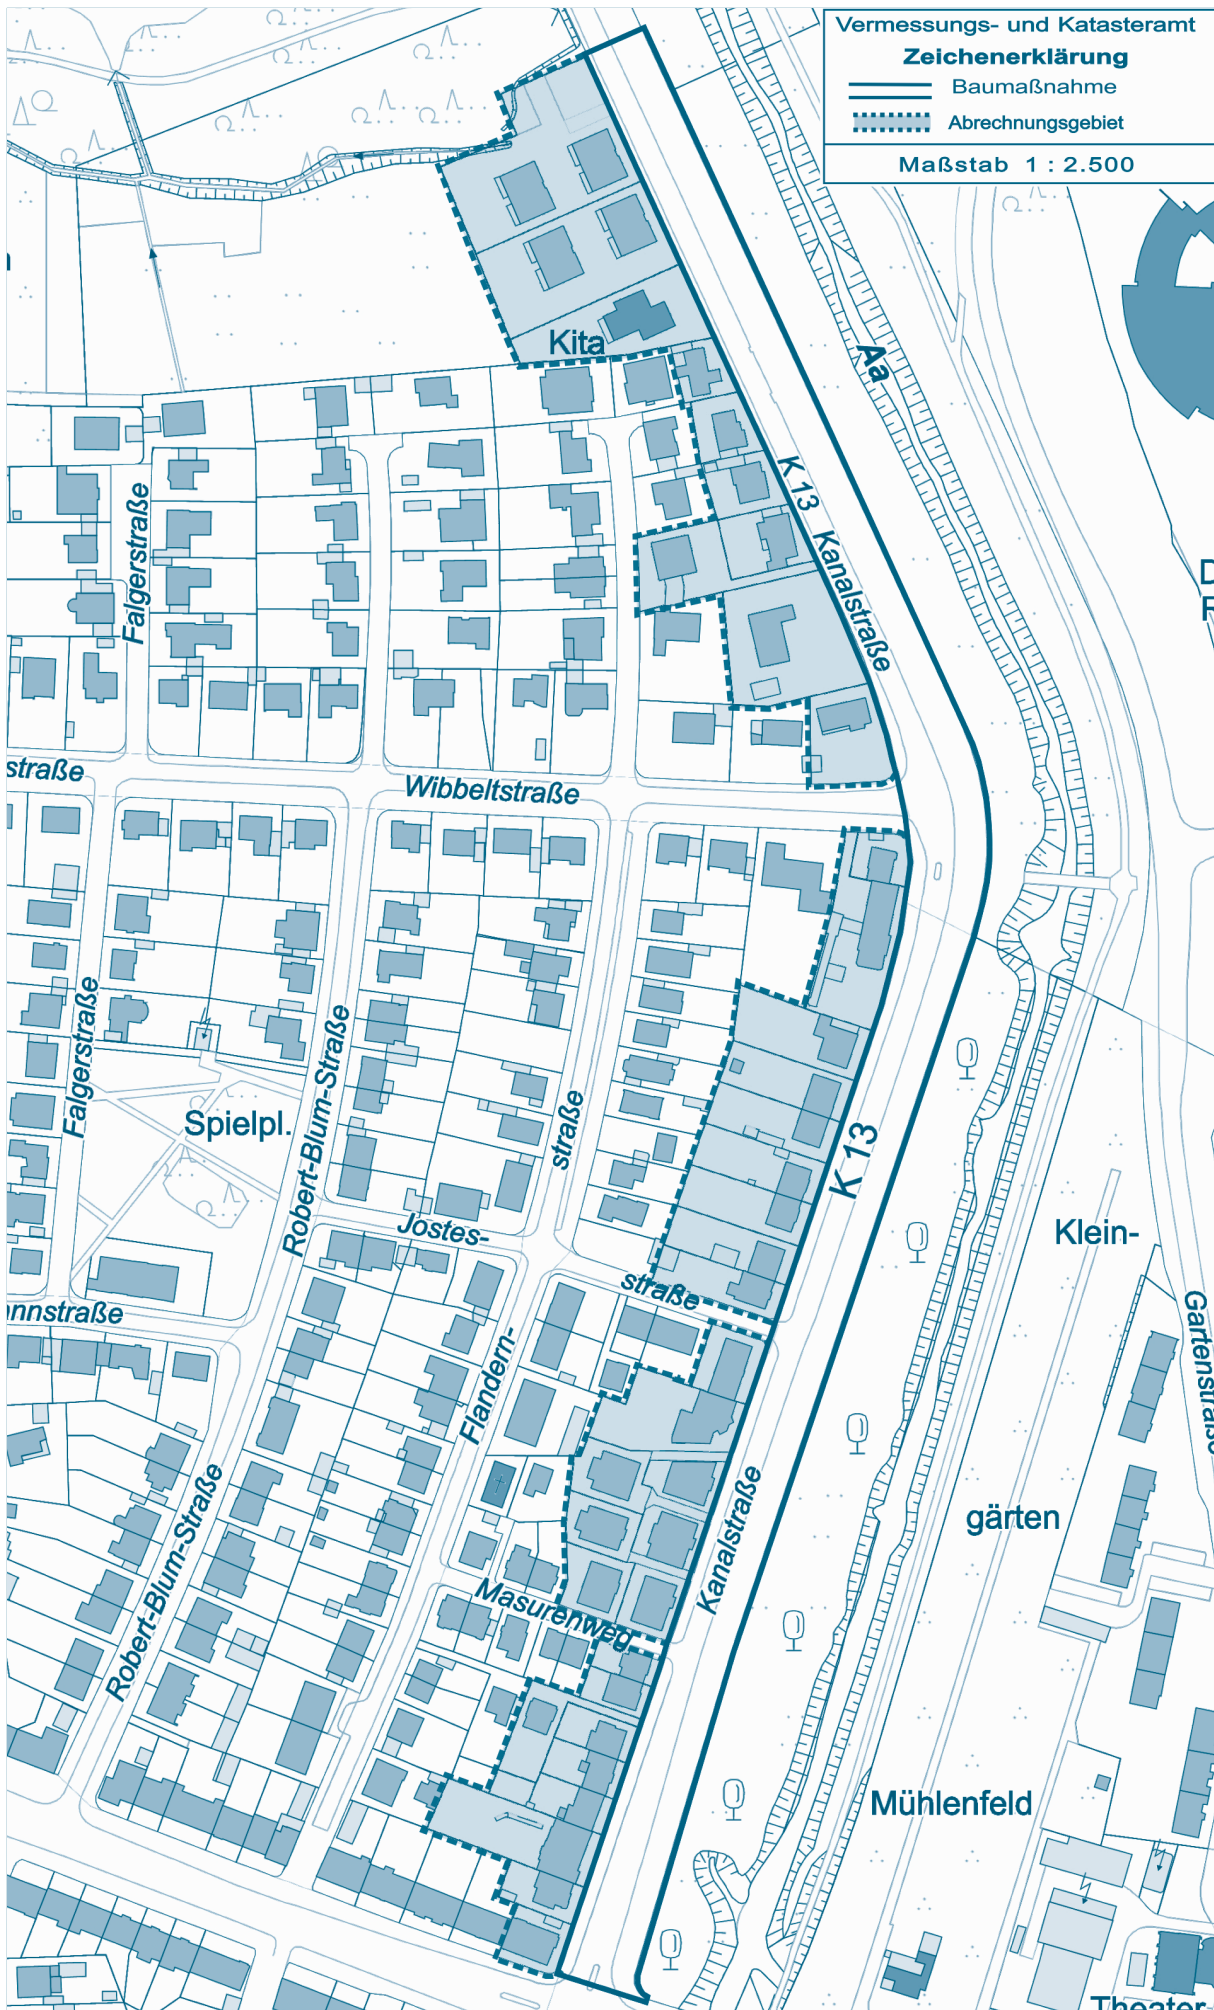 Vermessungs- und Katasteramt
Zeichenerklärung
Baumaßnahme
Abrechnungsgebiet
Maßstab 1 : 2.500
Kita
Aa
K 13
Kanalstraße
Falgerstraße
straße
Wibbeltstraße
Falgerstraße
Robert-Blum-Straße
straße
Spielpl.
K 13
Jostes-
straße
Klein-
nnstraße
Gartenstraße
Flandern-
Kanalstraße
gärten
Robert-Blum-Straße
Masurenweg
Mühlenfeld
Theater